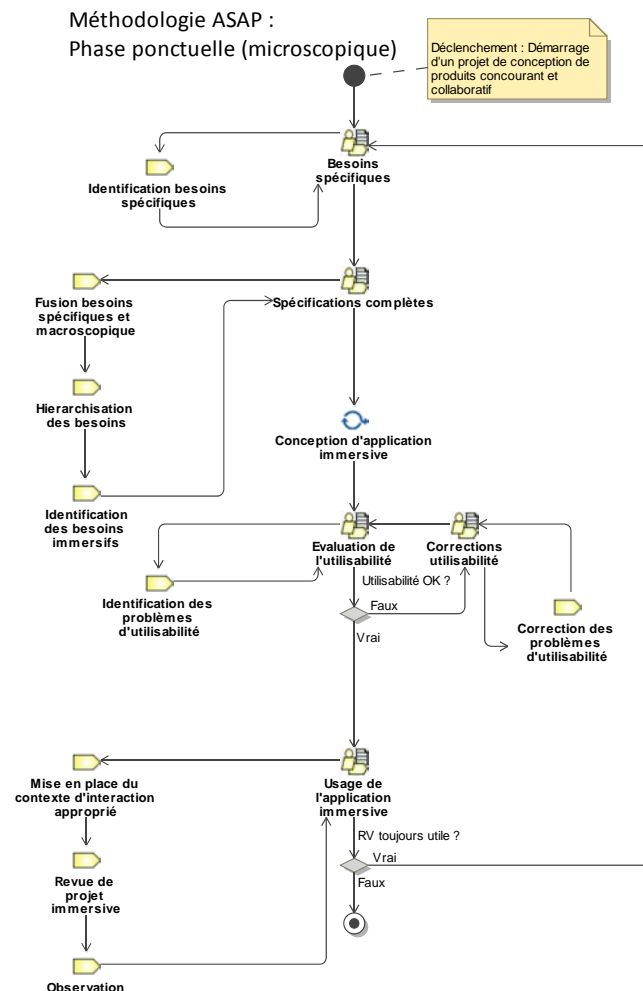 Méthodologie ASAP :
Phase ponctuelle (microscopique)
Déclenchement : Démarrage
d'un projet de conception de
produits concourant et
collaboratif
Besoins
spécifiques
Identification besoins
spécifiques
Spécifications complètes
Fusion besoins
spécifiques et
macroscopique
Hierarchisation
des besoins
Identification
des besoins
immersifs
Conception d'application
immersive
Evaluation de
l'utilisabilité
Corrections
utilisabilité
Utilisabilité OK ?
Faux
Vrai
Identification des
problèmes
d'utilisabilité
Correction des
problèmes
d'utilisabilité
Usage de
l'application
immersive
Mise en place du
contexte d'interaction
approprié
RV toujours utile ?
Vrai
Faux
Revue de
projet
immersive
Observation